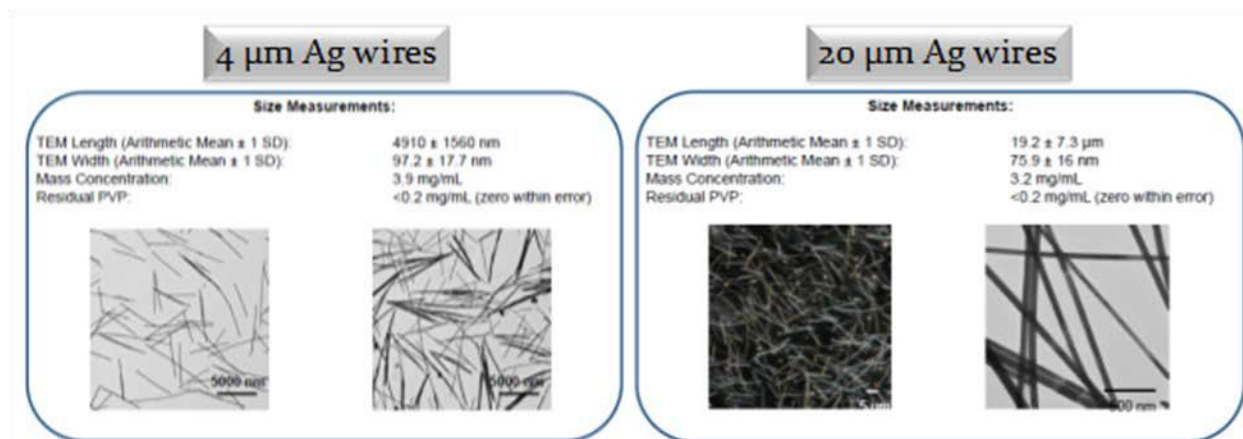 4 µm Ag wires
Size Measurements:
TEM Length (Arithmetic Mean ± 1 SD): 4910 ± 1560 nm
TEM Width (Arithmetic Mean ± 1 SD): 97.2 ± 17.7 nm
Mass Concentration: 3.9 mg/mL
Residual PVP: <0.2 mg/mL (zero within error)
5000 nm
5000 nm
20 µm Ag wires
Size Measurements:
TEM Length (Arithmetic Mean ± 1 SD): 19.2 ± 7.3 µm
TEM Width (Arithmetic Mean ± 1 SD): 75.9 ± 16 nm
Mass Concentration: 3.2 mg/mL
Residual PVP: <0.2 mg/mL (zero within error)
5 µm
500 nm